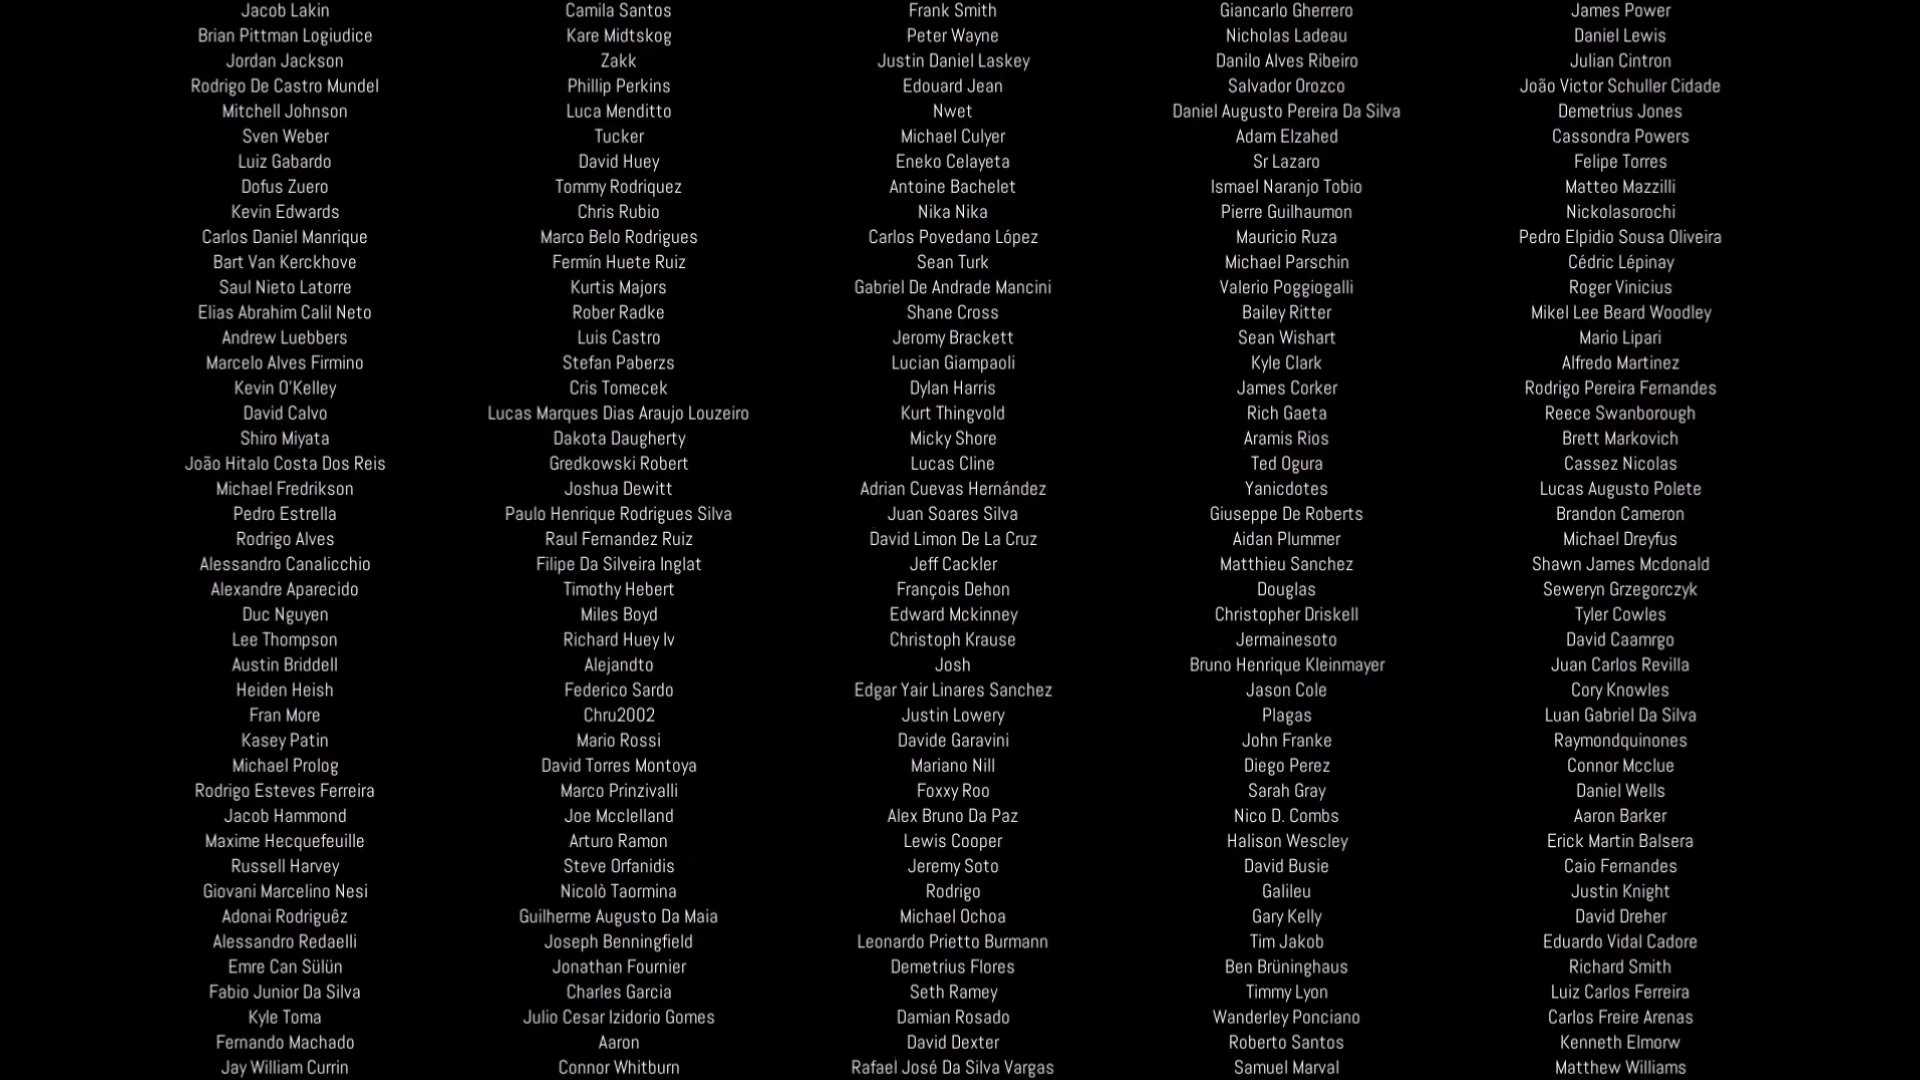 Jacob Lakin
Brian Pittman Logiudice
Jordan Jackson
Rodrigo De Castro Mundel
Mitchell Johnson
Sven Weber
Luiz Gabardo
Dofus Zuero
Kevin Edwards
Carlos Daniel Manrique
Bart Van Kerckhove
Saul Nieto Latorre
Elias Abrahim Calil Neto
Andrew Luebbers
Marcelo Alves Firmino
Kevin O'Kelley
David Calvo
Shiro Miyata
João Hitalo Costa Dos Reis
Michael Fredrikson
Pedro Estrella
Rodrigo Alves
Alessandro Canalicchio
Alexandre Aparecido
Duc Nguyen
Lee Thompson
Austin Briddell
Heiden Heish
Fran More
Kasey Patin
Michael Prolog
Rodrigo Esteves Ferreira
Jacob Hammond
Maxime Hecquefeuille
Russell Harvey
Giovani Marcelino Nesi
Adonai Rodriguêz
Alessandro Redaelli
Emre Can Sülün
Fabio Junior Da Silva
Kyle Toma
Fernando Machado
Jay William Currin
Camila Santos
Kare Midtskog
Zakk
Phillip Perkins
Luca Menditto
Tucker
David Huey
Tommy Rodriquez
Chris Rubio
Marco Belo Rodrigues
Fermín Huete Ruiz
Kurtis Majors
Rober Radke
Luis Castro
Stefan Paberzs
Cris Tomecek
Lucas Marques Dias Araujo Louzeiro
Dakota Daugherty
Gredkowski Robert
Joshua Dewitt
Paulo Henrique Rodrigues Silva
Raul Fernandez Ruiz
Filipe Da Silveira Inglat
Timothy Hebert
Miles Boyd
Richard Huey Iv
Alejandto
Federico Sardo
Chru2002
Mario Rossi
David Torres Montoya
Marco Prinzivalli
Joe Mcclelland
Arturo Ramon
Steve Orfanidis
Nicolò Taormina
Guilherme Augusto Da Maia
Joseph Benningfield
Jonathan Fournier
Charles Garcia
Julio Cesar Izidorio Gomes
Aaron
Connor Whitburn
Frank Smith
Peter Wayne
Justin Daniel Laskey
Edouard Jean
Nwet
Michael Culyer
Eneko Celayeta
Antoine Bachelet
Nika Nika
Carlos Povedano López
Sean Turk
Gabriel De Andrade Mancini
Shane Cross
Jeromy Brackett
Lucian Giampaoli
Dylan Harris
Kurt Thingvold
Micky Shore
Lucas Cline
Adrian Cuevas Hernández
Juan Soares Silva
David Limon De La Cruz
Jeff Cackler
François Dehon
Edward Mckinney
Christoph Krause
Josh
Edgar Yair Linares Sanchez
Justin Lowery
Davide Garavini
Mariano Nill
Foxxy Roo
Alex Bruno Da Paz
Lewis Cooper
Jeremy Soto
Rodrigo
Michael Ochoa
Leonardo Prietto Burmann
Demetrius Flores
Seth Ramey
Damian Rosado
David Dexter
Rafael José Da Silva Vargas
Giancarlo Gherrero
Nicholas Ladeau
Danilo Alves Ribeiro
Salvador Orozco
Daniel Augusto Pereira Da Silva
Adam Elzahed
Sr Lazaro
Ismael Naranjo Tobio
Pierre Guilhaumon
Mauricio Ruza
Michael Parschin
Valerio Poggiogalli
Bailey Ritter
Sean Wishart
Kyle Clark
James Corker
Rich Gaeta
Aramis Rios
Ted Ogura
Yanicdotes
Giuseppe De Roberts
Aidan Plummer
Matthieu Sanchez
Douglas
Christopher Driskell
Jermainesoto
Bruno Henrique Kleinmayer
Jason Cole
Plagas
John Franke
Diego Perez
Sarah Gray
Nico D. Combs
Halison Wescley
David Busie
Galileu
Gary Kelly
Tim Jakob
Ben Brüninghaus
Timmy Lyon
Wanderley Ponciano
Roberto Santos
Samuel Marval
James Power
Daniel Lewis
Julian Cintron
João Victor Schuller Cidade
Demetrius Jones
Cassondra Powers
Felipe Torres
Matteo Mazzilli
Nickolasorochi
Pedro Elpidio Sousa Oliveira
Cédric Lépinay
Roger Vinicius
Mikel Lee Beard Woodley
Mario Lipari
Alfredo Martinez
Rodrigo Pereira Fernandes
Reece Swanborough
Brett Markovich
Cassez Nicolas
Lucas Augusto Polete
Brandon Cameron
Michael Dreyfus
Shawn James Mcdonald
Seweryn Grzegorczyk
Tyler Cowles
David Caamrgo
Juan Carlos Revilla
Cory Knowles
Luan Gabriel Da Silva
Raymondquinones
Connor Mcclue
Daniel Wells
Aaron Barker
Erick Martin Balsera
Caio Fernandes
Justin Knight
David Dreher
Eduardo Vidal Cadore
Richard Smith
Luiz Carlos Ferreira
Carlos Freire Arenas
Kenneth Elmorw
Matthew Williams